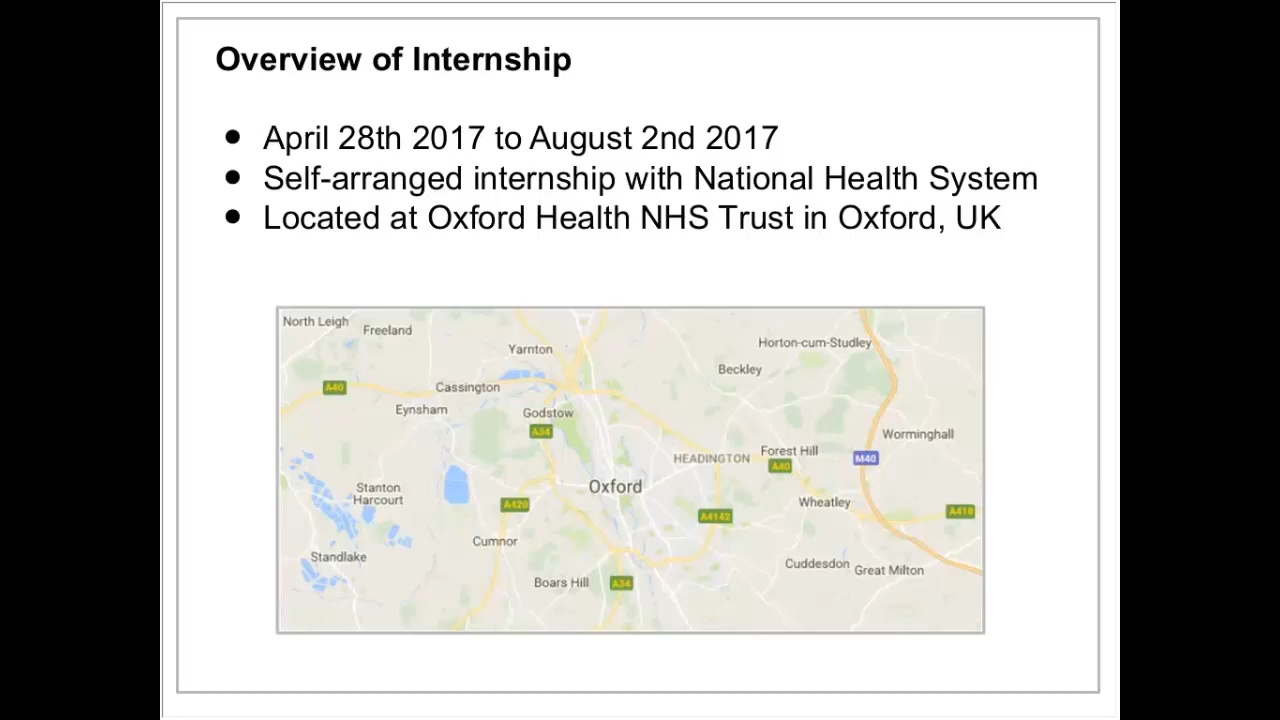 Overview of Internship
● April 28th 2017 to August 2nd 2017
● Self-arranged internship with National Health System
● Located at Oxford Health NHS Trust in Oxford, UK
North Leigh
Freeland
Yarnton
Horton-cum-Studley
Beckley
A40
Cassington
Eynsham
Godstow
A34
Worminghall
HEADINGTON
Forest Hill
M40
A40
Stanton
Harcourt
Oxford
A420
Wheatley
A4142
A418
Cumnor
Standlake
Cuddesdon
Great Milton
Boars Hill
A34